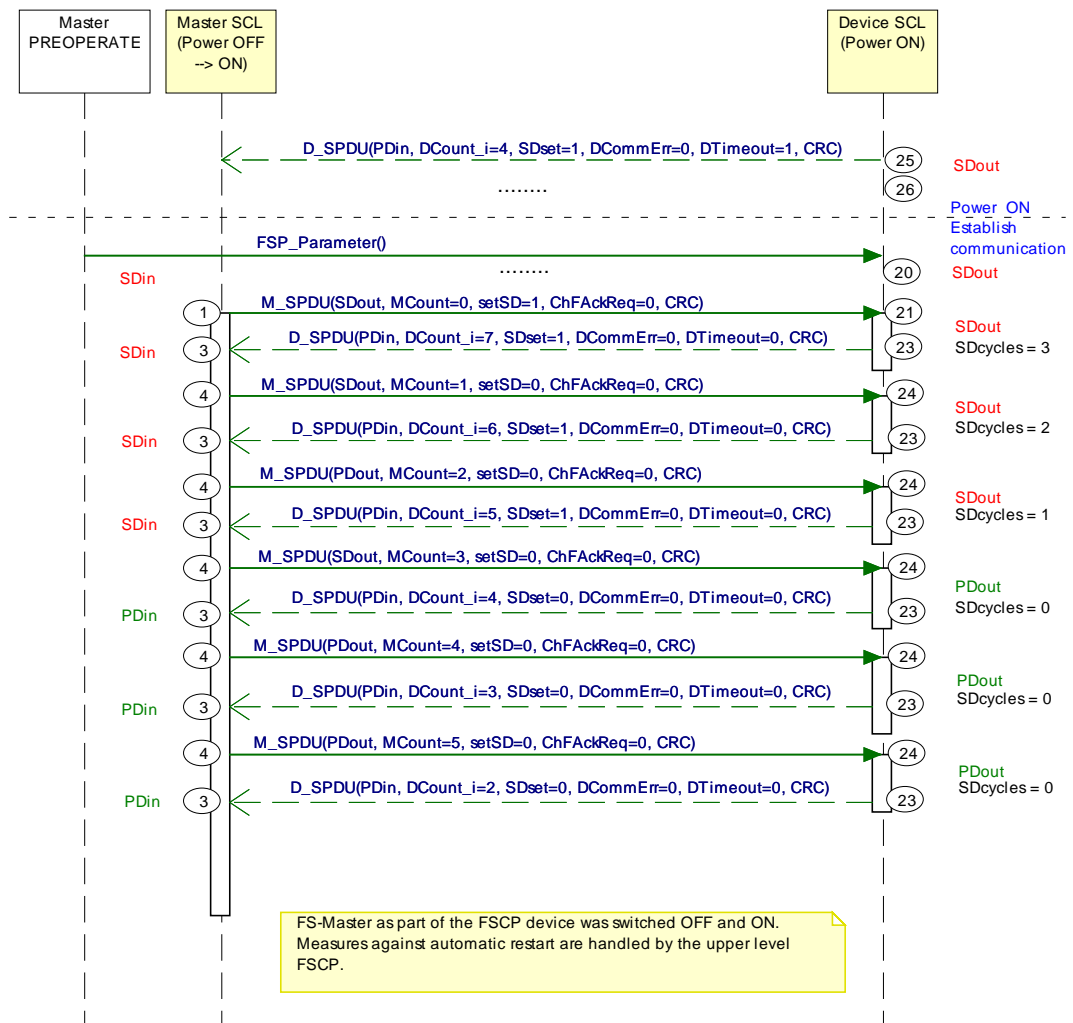 Master
PREOPERATE
Master SCL
(Power OFF
--> ON)
Device SCL
(Power ON)
D_SPDU(PDin, DCount_i=4, SDset=1, DCommErr=0, DTimeout=1, CRC)
25
SDout
........
26
Power ON
Establish
communication
FSP_Parameter()
........
20
SDout
SDin
1
M_SPDU(SDout, MCount=0, setSD=1, ChFAckReq=0, CRC)
21
SDout
SDcycles = 3
SDin
3
D_SPDU(PDin, DCount_i=7, SDset=1, DCommErr=0, DTimeout=0, CRC)
23
4
M_SPDU(SDout, MCount=1, setSD=0, ChFAckReq=0, CRC)
24
SDout
SDcycles = 2
SDin
3
D_SPDU(PDin, DCount_i=6, SDset=1, DCommErr=0, DTimeout=0, CRC)
23
4
M_SPDU(PDout, MCount=2, setSD=0, ChFAckReq=0, CRC)
24
SDout
SDcycles = 1
SDin
3
D_SPDU(PDin, DCount_i=5, SDset=1, DCommErr=0, DTimeout=0, CRC)
23
4
M_SPDU(SDout, MCount=3, setSD=0, ChFAckReq=0, CRC)
24
PDout
SDcycles = 0
PDin
3
D_SPDU(PDin, DCount_i=4, SDset=0, DCommErr=0, DTimeout=0, CRC)
23
4
M_SPDU(PDout, MCount=4, setSD=0, ChFAckReq=0, CRC)
24
PDout
SDcycles = 0
PDin
3
D_SPDU(PDin, DCount_i=3, SDset=0, DCommErr=0, DTimeout=0, CRC)
23
4
M_SPDU(PDout, MCount=5, setSD=0, ChFAckReq=0, CRC)
24
PDout
SDcycles = 0
PDin
3
D_SPDU(PDin, DCount_i=2, SDset=0, DCommErr=0, DTimeout=0, CRC)
23
FS-Master as part of the FSCP device was switched OFF and ON.
Measures against automatic restart are handled by the upper level
FSCP.